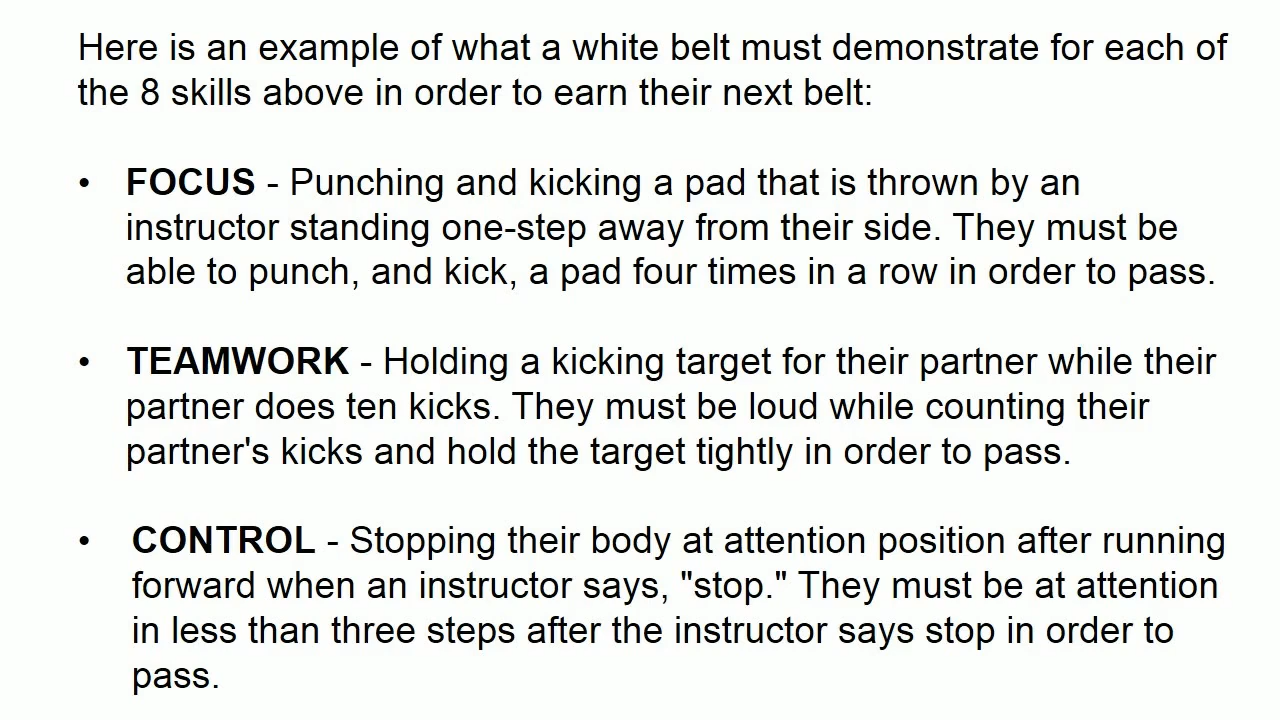 Here is an example of what a white belt must demonstrate for each of
the 8 skills above in order to earn their next belt:
• FOCUS - Punching and kicking a pad that is thrown by an
instructor standing one-step away from their side. They must be
able to punch, and kick, a pad four times in a row in order to pass.
• TEAMWORK - Holding a kicking target for their partner while their
partner does ten kicks. They must be loud while counting their
partner's kicks and hold the target tightly in order to pass.
• CONTROL - Stopping their body at attention position after running
forward when an instructor says, "stop." They must be at attention
in less than three steps after the instructor says stop in order to
pass.